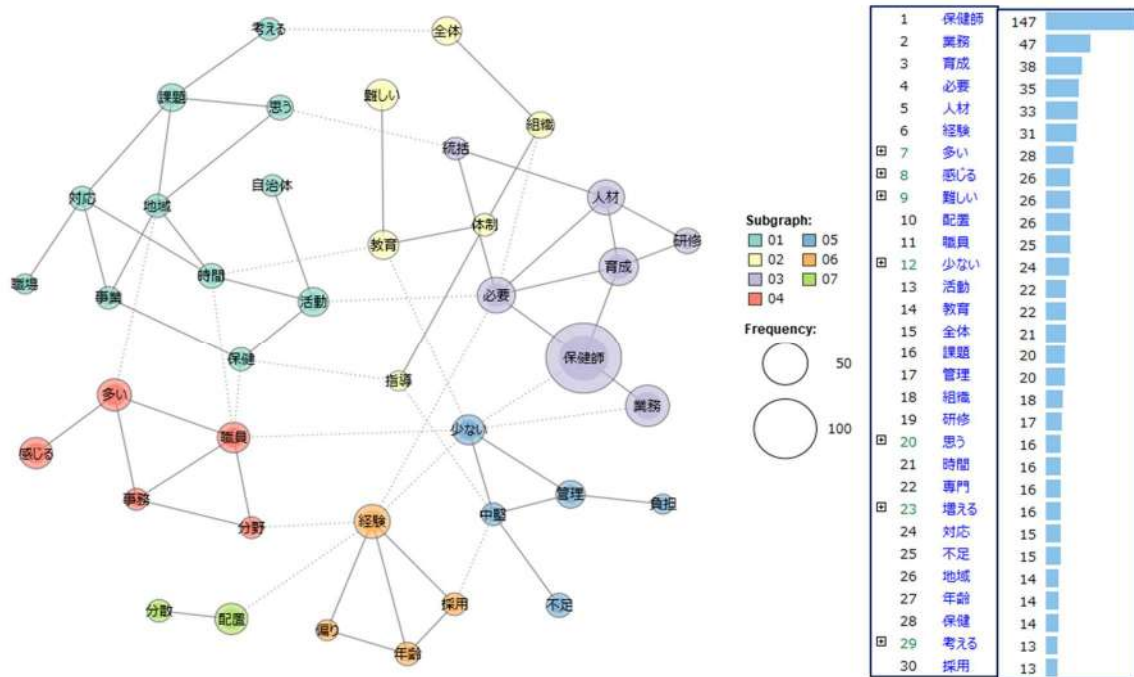 考える
全体
難しい
課題
思う
組織
統括
自治体
対応
地域
人材
体制
教育
研修
育成
時間
職場
事業
活動
必要
保健
保健師
指導
多い
業務
職員
少ない
感じる
事務
分野
経験
中堅
管理
負担
分散
配置
採用
不足
偏り
年齢
Subgraph:
01 05
02 06
03 07
04
Frequency:
50
100
1 保健師 147
2 業務 47
3 育成 38
4 必要 35
5 人材 33
6 経験 31
7 多い 28
8 感じる 26
9 難しい 26
10 配置 26
11 職員 25
12 少ない 24
13 活動 22
14 教育 22
15 全体 21
16 課題 20
17 管理 20
18 組織 18
19 研修 17
20 思う 16
21 時間 16
22 専門 16
23 増える 16
24 対応 15
25 不足 15
26 地域 14
27 年齢 14
28 保健 14
29 考える 13
30 採用 13